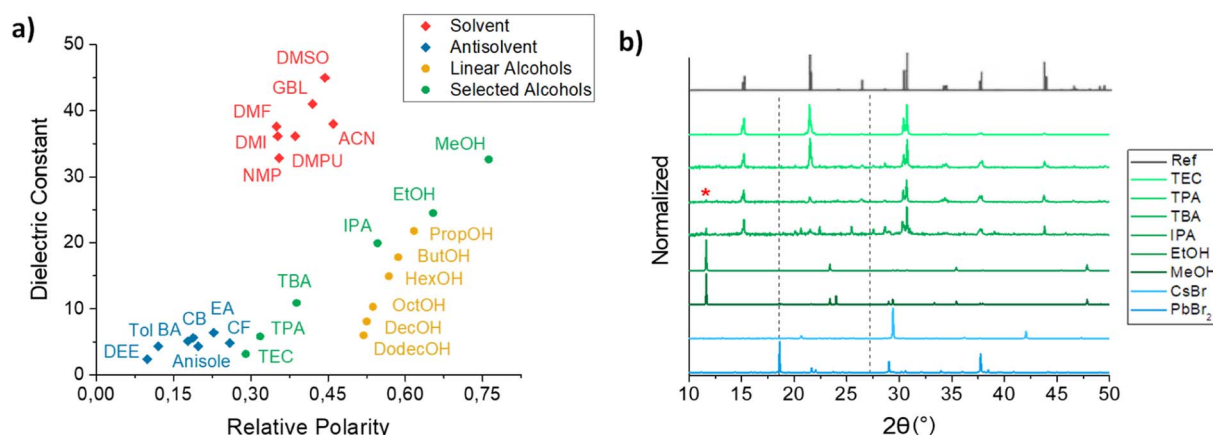 a)
Solvent
Antisolvent
Linear Alcohols
Selected Alcohols
Dielectric Constant
50
40
30
20
10
0
DMSO
GBL
DMF
DMI
ACN
DMPU
NMP
MeOH
EtOH
IPA
PropOH
ButOH
HexOH
TBA
OctOH
DecOH
DodecOH
TPA
TEC
Tol
BA
CB
EA
CF
DEE
Anisole
0,00
0,15
0,30
0,45
0,60
0,75
Relative Polarity
b)
Normalized
*
Ref
TEC
TPA
TBA
IPA
EtOH
MeOH
CsBr
PbBr₂
10
15
20
25
30
35
40
45
50
2θ(°)